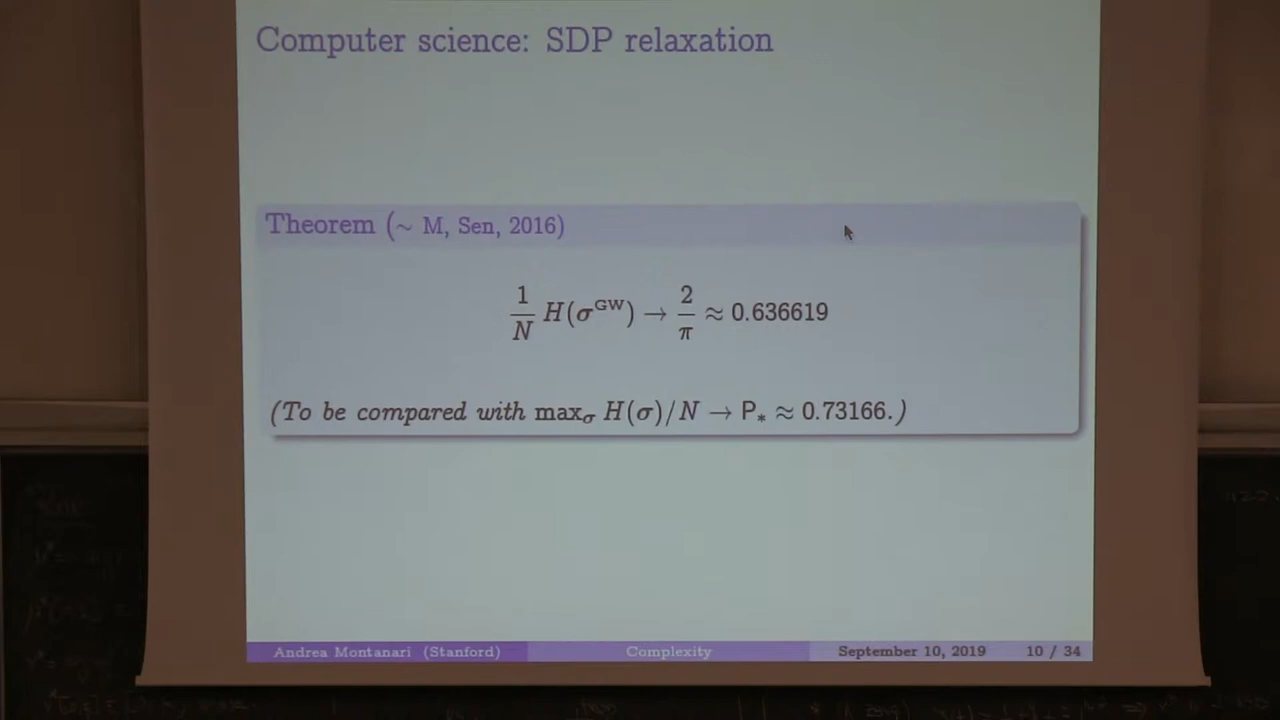 Computer science: SDP relaxation
Theorem (∼ M, Sen, 2016)
1/N H(σ^GW) → 2/π ≈ 0.636619
(To be compared with max_σ H(σ)/N → P_* ≈ 0.73166.)
Andrea Montanari (Stanford) Complexity September 10, 2019 10 / 34